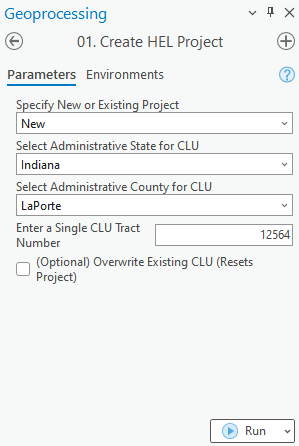 Geoprocessing
01. Create HEL Project
Parameters Environments
Specify New or Existing Project
New
Select Administrative State for CLU
Indiana
Select Administrative County for CLU
LaPorte
Enter a Single CLU Tract
Number
12564
(Optional) Overwrite Existing CLU (Resets
Project)
Run